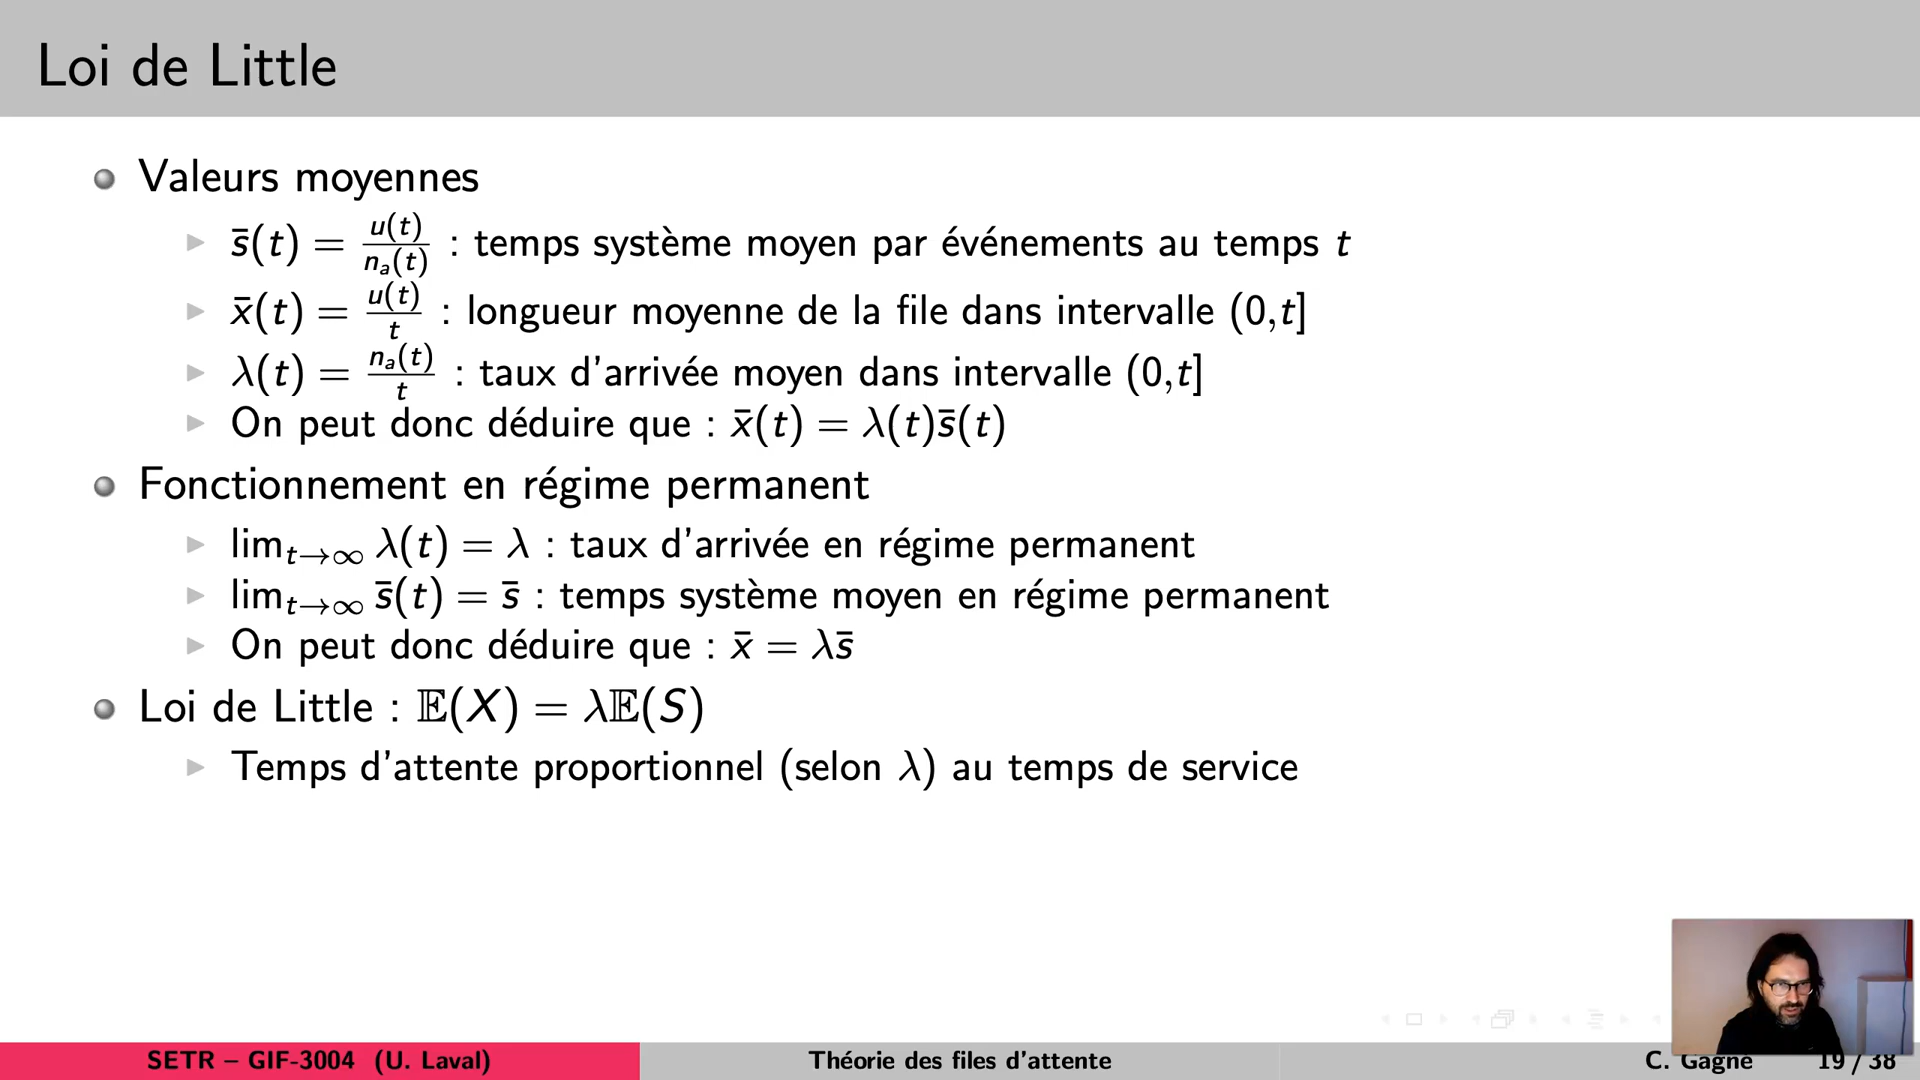 Loi de Little
Valeurs moyennes
s̄(t) = u(t)/nₐ(t) : temps système moyen par événements au temps t
x̄(t) = u(t)/t : longueur moyenne de la file dans intervalle (0,t]
λ(t) = nₐ(t)/t : taux d'arrivée moyen dans intervalle (0,t]
On peut donc déduire que : x̄(t) = λ(t)s̄(t)
Fonctionnement en régime permanent
lim t→∞ λ(t) = λ : taux d'arrivée en régime permanent
lim t→∞ s̄(t) = s̄ : temps système moyen en régime permanent
On peut donc déduire que : x̄ = λs̄
Loi de Little : 𝔼(X) = λ𝔼(S)
Temps d'attente proportionnel (selon λ) au temps de service
SETR – GIF-3004 (U. Laval) Théorie des files d'attente C. Gagné 19 / 38